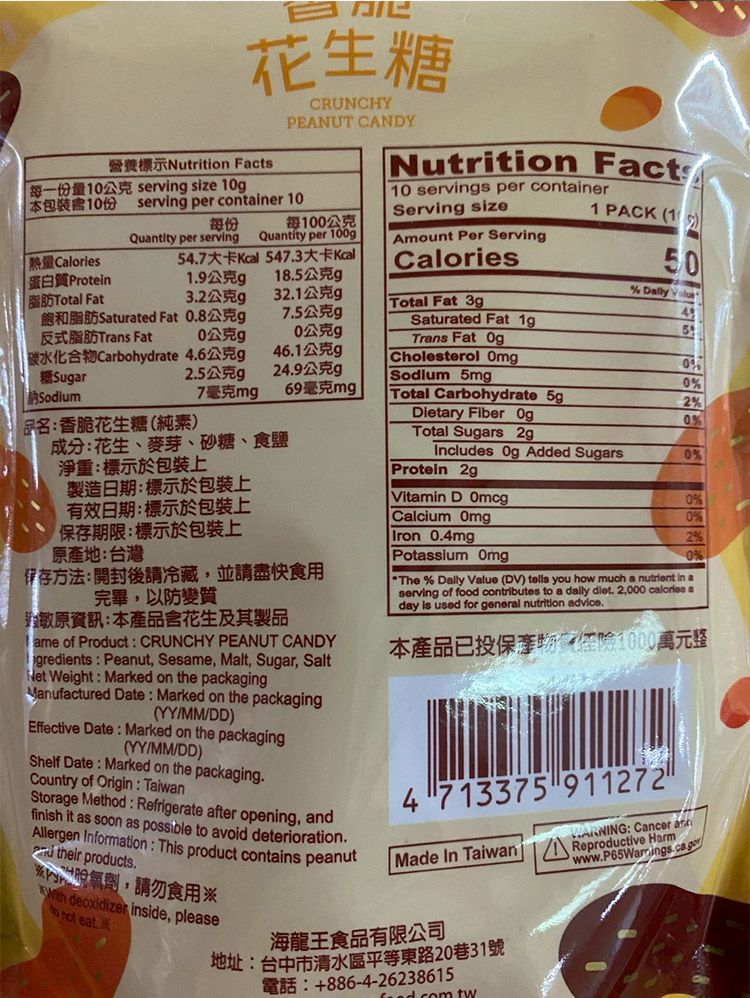 香脆
花生糖
CRUNCHY
PEANUT CANDY
營養標示Nutrition Facts
每一份量10公克 serving size 10g
本包裝含10份 serving per container 10
每份 每100公克
Quantity per serving Quantity per 100g
熱量Calories 54.7大卡Kcal 547.3大卡Kcal
蛋白質Protein 1.9公克g 18.5公克g
脂肪Total Fat 3.2公克g 32.1公克g
飽和脂肪Saturated Fat 0.8公克g 7.5公克g
反式脂肪Trans Fat 0公克g 0公克g
碳水化合物Carbohydrate 4.6公克g 46.1公克g
糖Sugar 2.5公克g 24.9公克g
鈉Sodium 7毫克mg 69毫克mg
品名:香脆花生糖(純素)
成分:花生、麥芽、砂糖、食鹽
淨重:標示於包裝上
製造日期:標示於包裝上
有效日期:標示於包裝上
保存期限:標示於包裝上
原產地:台灣
保存方法:開封後請冷藏,並請盡快食用
完畢,以防變質
過敏原資訊:本產品含花生及其製品
Name of Product : CRUNCHY PEANUT CANDY
Ingredients : Peanut, Sesame, Malt, Sugar, Salt
Net Weight : Marked on the packaging
Manufactured Date : Marked on the packaging
(YY/MM/DD)
Effective Date : Marked on the packaging
(YY/MM/DD)
Shelf Date : Marked on the packaging.
Country of Origin : Taiwan
Storage Method : Refrigerate after opening, and
finish it as soon as possible to avoid deterioration.
Allergen Information : This product contains peanut
and their products.
※內附脫氧劑,請勿食用※
※With deoxidizer inside, please
do not eat.※
Nutrition Facts
10 servings per container
Serving size 1 PACK (10g)
Amount Per Serving
Calories 50
% Daily Value*
Total Fat 3g 4%
Saturated Fat 1g 5%
Trans Fat 0g
Cholesterol 0mg 0%
Sodium 5mg 0%
Total Carbohydrate 5g 2%
Dietary Fiber 0g 0%
Total Sugars 2g
Includes 0g Added Sugars 0%
Protein 2g
Vitamin D 0mcg 0%
Calcium 0mg 0%
Iron 0.4mg 2%
Potassium 0mg 0%
*The % Daily Value (DV) tells you how much a nutrient in a
serving of food contributes to a daily diet. 2,000 calories a
day is used for general nutrition advice.
本產品已投保產物責任險1000萬元整
4 713375 911272
Made In Taiwan
WARNING: Cancer and
Reproductive Harm
www.P65Warnings.ca.gov
海龍王食品有限公司
地址:台中市清水區平等東路20巷31號
電話:+886-4-26238615
food.com.tw